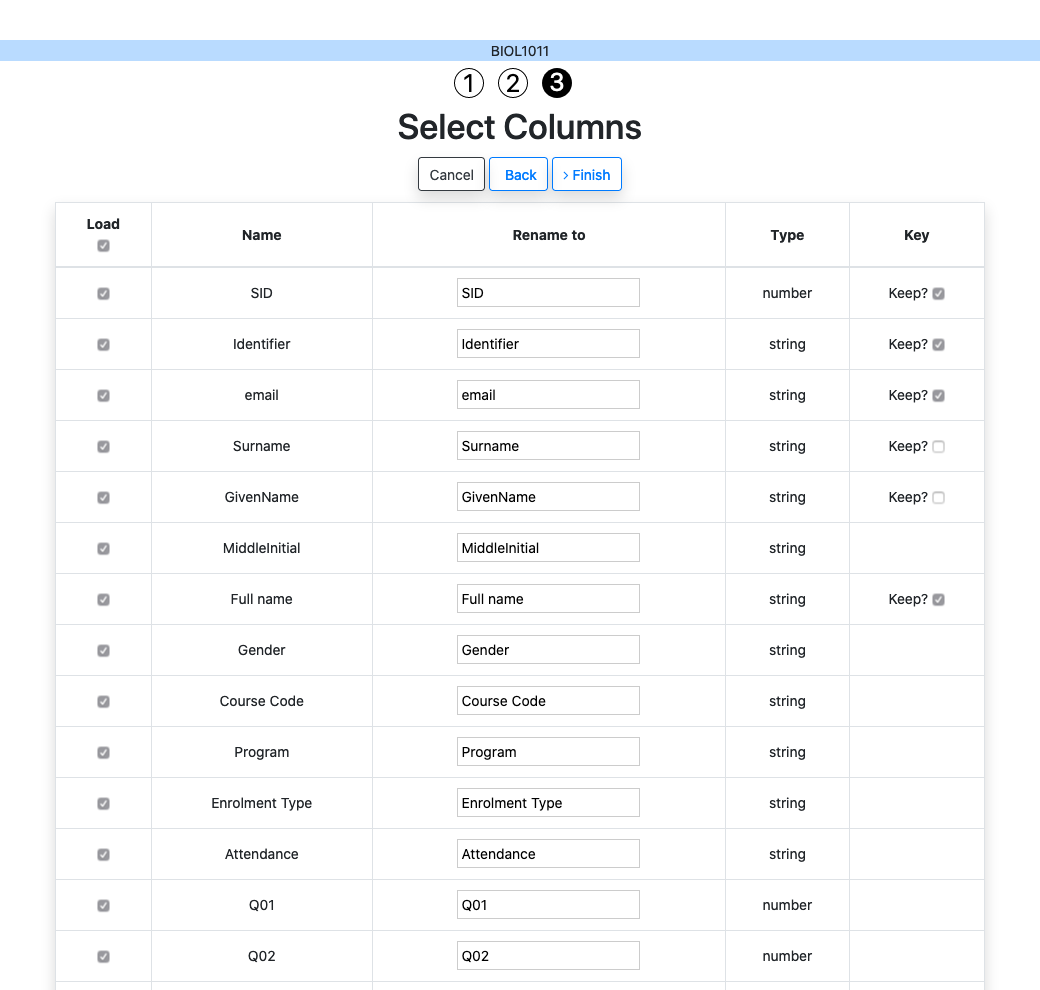 BIOL1011
1 2 3
Select Columns
Cancel Back > Finish
Load Name Rename to Type Key
SID SID number Keep?
Identifier Identifier string Keep?
email email string Keep?
Surname Surname string Keep?
GivenName GivenName string Keep?
MiddleInitial MiddleInitial string
Full name Full name string Keep?
Gender Gender string
Course Code Course Code string
Program Program string
Enrolment Type Enrolment Type string
Attendance Attendance string
Q01 Q01 number
Q02 Q02 number